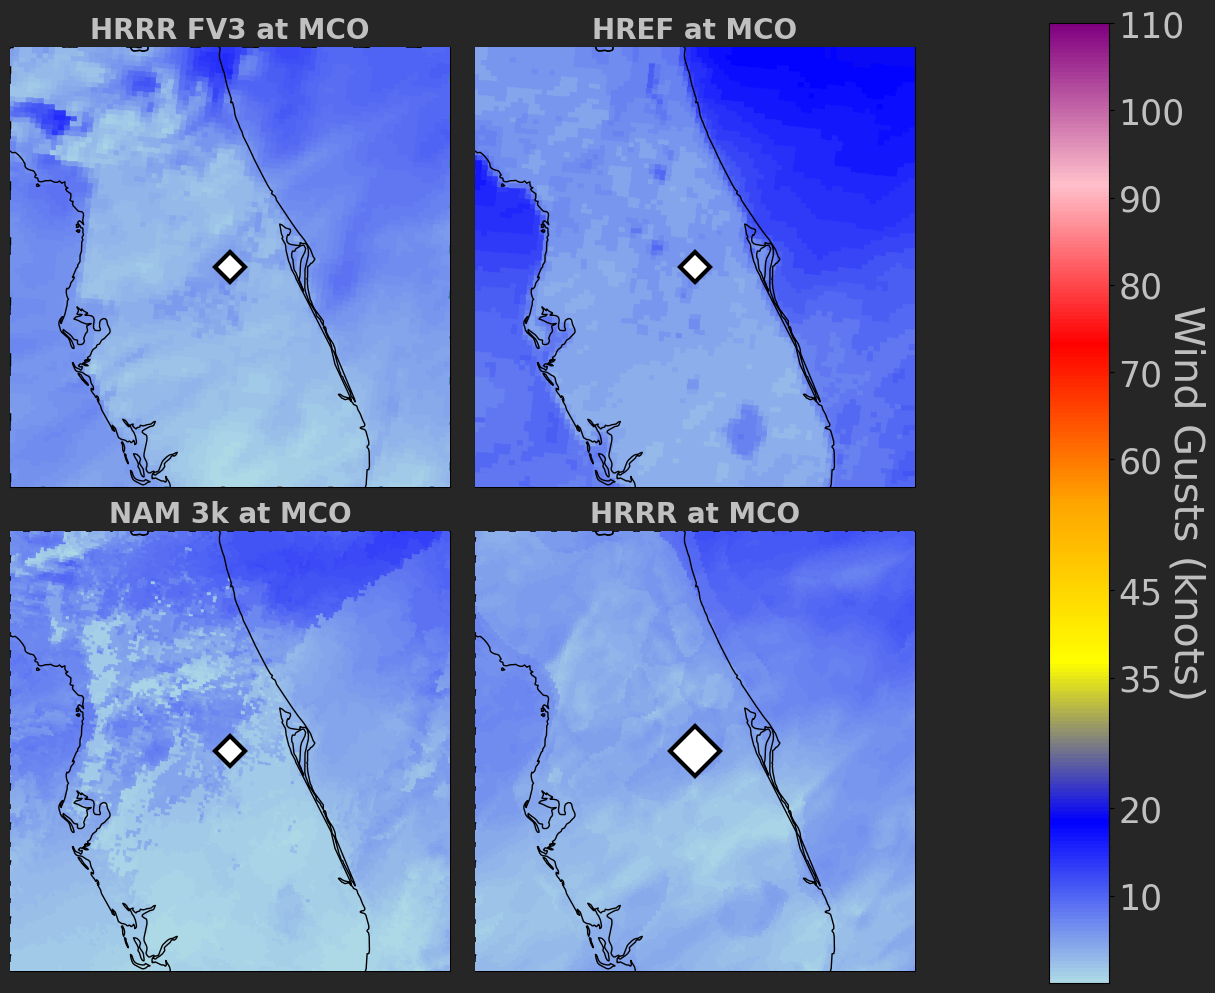 HRRR FV3 at MCO
HREF at MCO
NAM 3k at MCO
HRRR at MCO
110
100
90
80
70
60
45
35
20
10
Wind Gusts (knots)